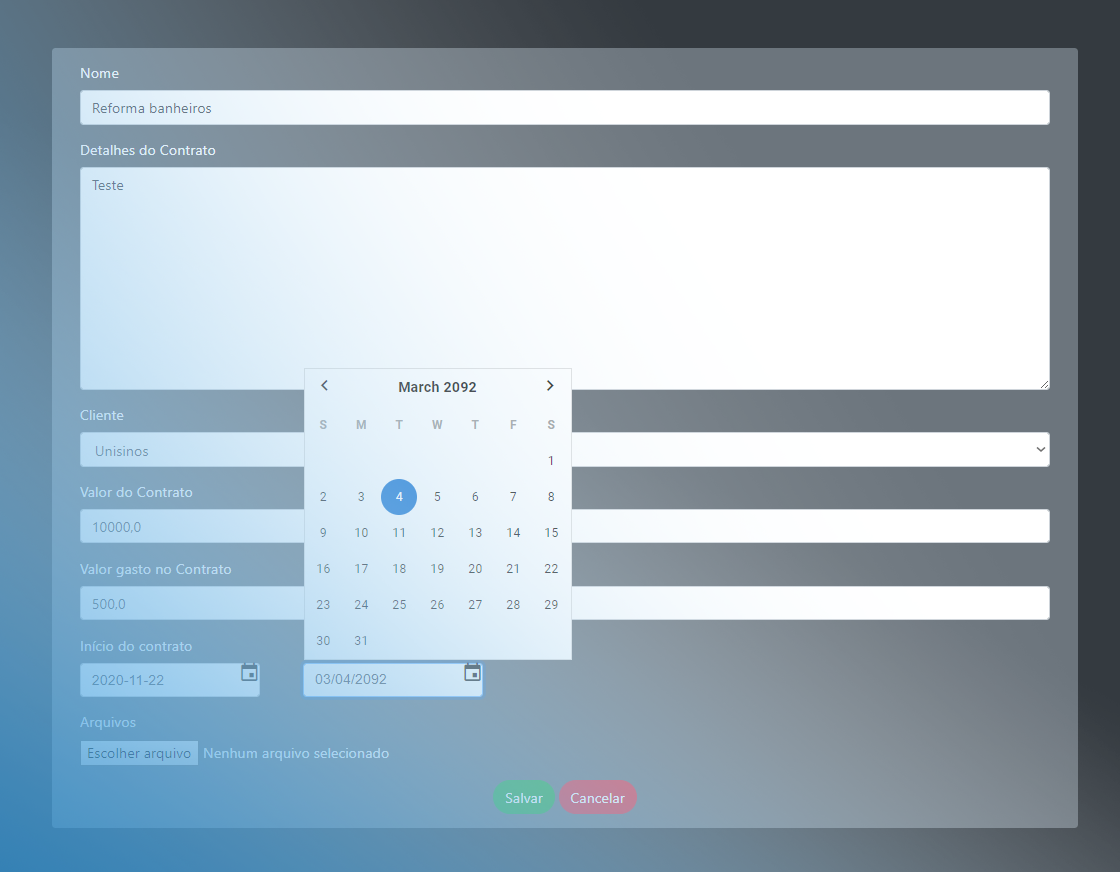 Nome
Reforma banheiros
Detalhes do Contrato
Teste
March 2092
S M T W T F S
1
2 3 4 5 6 7 8
9 10 11 12 13 14 15
16 17 18 19 20 21 22
23 24 25 26 27 28 29
30 31
Cliente
Unisinos
Valor do Contrato
10000,0
Valor gasto no Contrato
500,0
Início do contrato
2020-11-22 03/04/2092
Arquivos
Escolher arquivo Nenhum arquivo selecionado
Salvar Cancelar